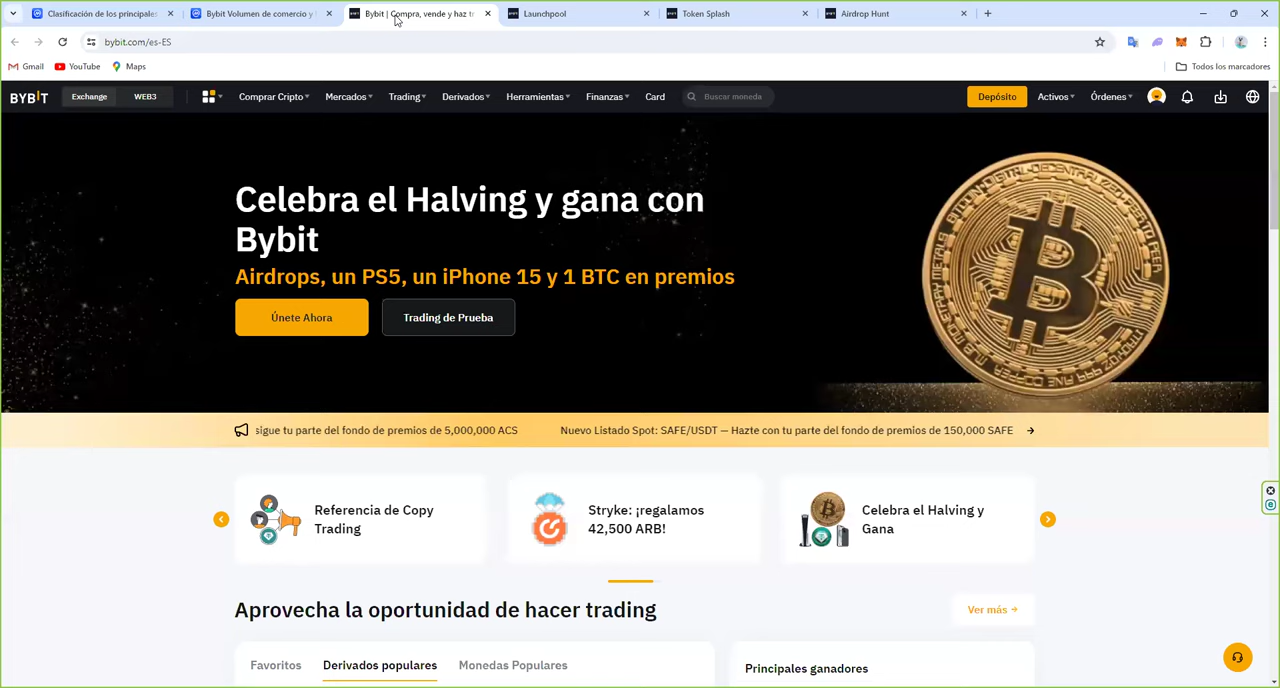 Clasificación de los principales
Bybit Volumen de comercio y
Bybit | Compra, vende y haz tr
Launchpool
Token Splash
Airdrop Hunt
bybit.com/es-ES
Gmail
YouTube
Maps
Todos los marcadores
BYBIT
Exchange
WEB3
Comprar Cripto
Mercados
Trading
Derivados
Herramientas
Finanzas
Card
Buscar moneda
Depósito
Activos
Órdenes
Celebra el Halving y gana con
Bybit
Airdrops, un PS5, un iPhone 15 y 1 BTC en premios
Únete Ahora
Trading de Prueba
sigue tu parte del fondo de premios de 5,000,000 ACS
Nuevo Listado Spot: SAFE/USDT — Hazte con tu parte del fondo de premios de 150,000 SAFE
Referencia de Copy
Trading
Stryke: ¡regalamos
42,500 ARB!
Celebra el Halving y
Gana
Aprovecha la oportunidad de hacer trading
Ver más
Favoritos
Derivados populares
Monedas Populares
Principales ganadores